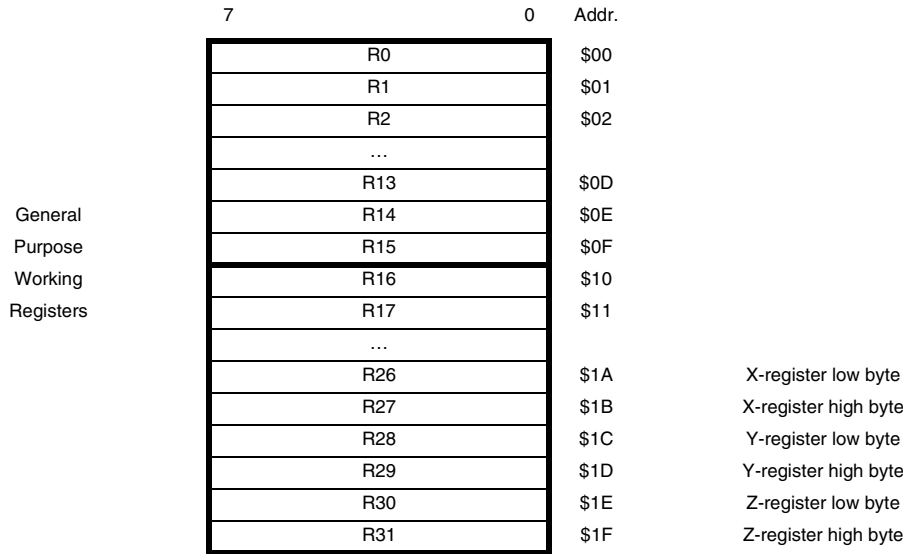 7 0 Addr.
R0 $00
R1 $01
R2 $02
…
R13 $0D
General R14 $0E
Purpose R15 $0F
Working R16 $10
Registers R17 $11
…
R26 $1A X-register low byte
R27 $1B X-register high byte
R28 $1C Y-register low byte
R29 $1D Y-register high byte
R30 $1E Z-register low byte
R31 $1F Z-register high byte